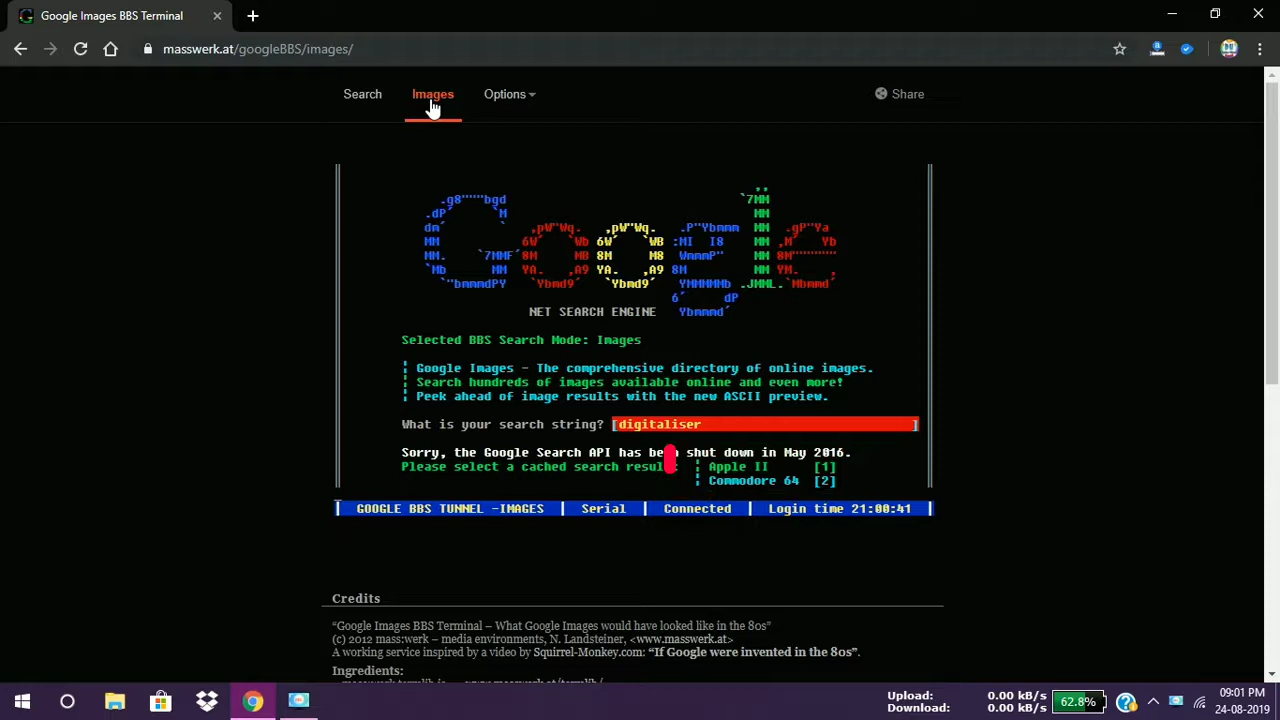 Google Images BBS Terminal
masswerk.at/googleBBS/images/
Search Images Options Share
Google
NET SEARCH ENGINE
Selected BBS Search Mode: Images
¦ Google Images - The comprehensive directory of online images.
¦ Search hundreds of images available online and even more!
¦ Peek ahead of image results with the new ASCII preview.
What is your search string? [digitaliser ]
Sorry, the Google Search API has been shut down in May 2016.
Please select a cached search result: ¦ Apple II [1]
¦ Commodore 64 [2]
| GOOGLE BBS TUNNEL -IMAGES | Serial | Connected | Login time 21:00:41 |
Credits
“Google Images BBS Terminal – What Google Images would have looked like in the 80s”
(c) 2012 mass:werk – media environments, N. Landsteiner, <www.masswerk.at>
A working service inspired by a video by Squirrel-Monkey.com: “If Google were invented in the 80s”.
Ingredients:
Upload: 0.00 kB/s
Download: 0.00 kB/s
62.8%
09:01 PM
24-08-2019